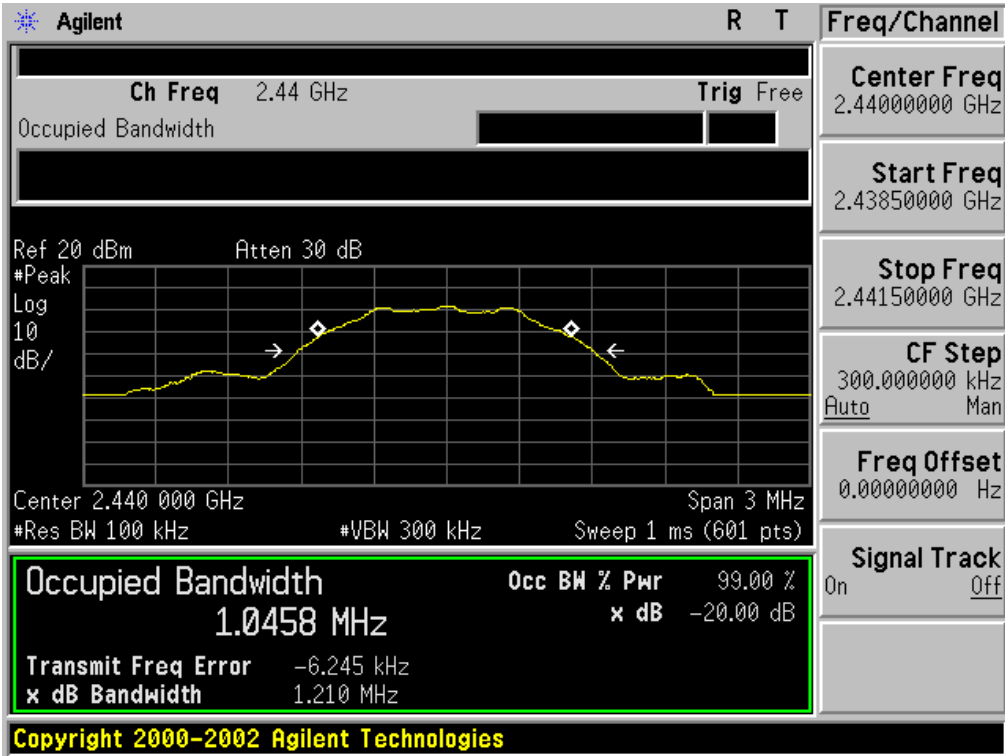 Agilent R T Freq/Channel
Ch Freq 2.44 GHz Trig Free
Occupied Bandwidth
Center Freq
2.44000000 GHz
Start Freq
2.43850000 GHz
Stop Freq
2.44150000 GHz
CF Step
300.000000 kHz
Auto Man
Freq Offset
0.00000000 Hz
Signal Track
On Off
Ref 20 dBm Atten 30 dB
#Peak
Log
10
dB/
Center 2.440 000 GHz Span 3 MHz
#Res BW 100 kHz #VBW 300 kHz Sweep 1 ms (601 pts)
Occupied Bandwidth Occ BW % Pwr 99.00 %
1.0458 MHz x dB -20.00 dB
Transmit Freq Error -6.245 kHz
x dB Bandwidth 1.210 MHz
Copyright 2000-2002 Agilent Technologies